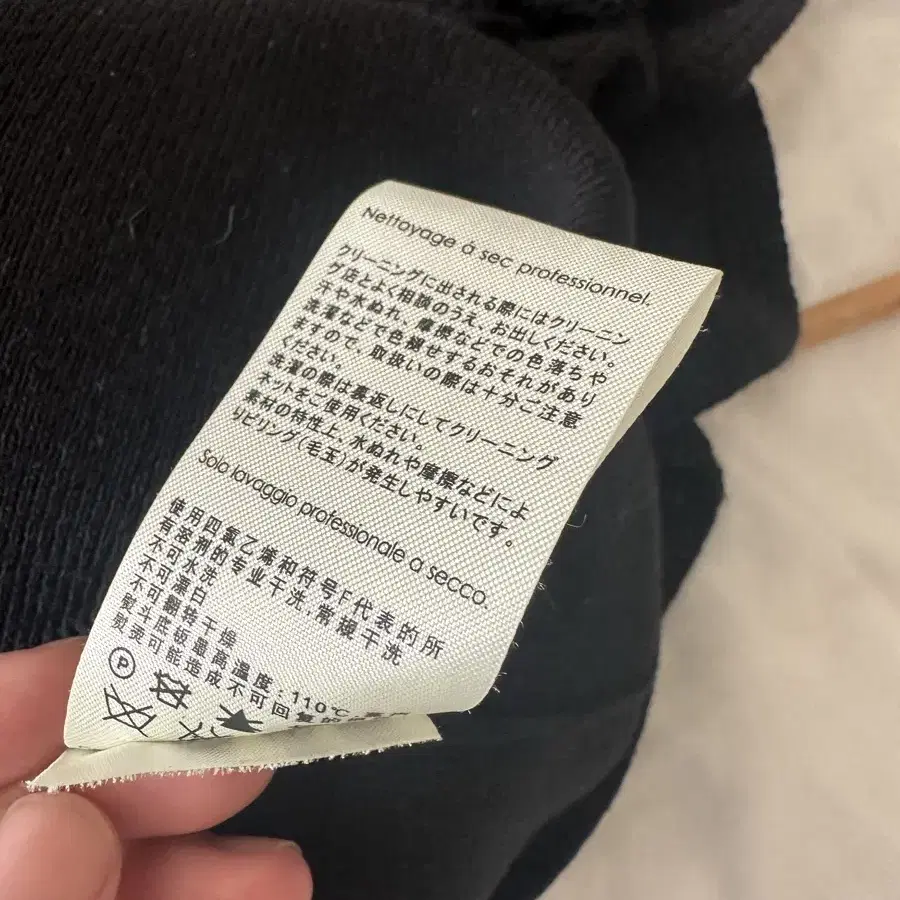 Nettoyage à sec professionnel.
クリーニングに出される際にはクリーニン
グ店とよく相談のうえ、お出しください。
汗や水ぬれ、摩擦などでの色落ちや
洗濯などで色褪せするおそれがあり
ますので、取扱いの際は十分ご注意
ください。
洗濯の際は裏返しにしてクリーニング
ネットをご使用ください。
素材の特性上、水ぬれや摩擦などによ
りピリング(毛玉)が発生しやすいです。
Solo lavaggio professionale a secco.
使用四氯乙烯和符号F代表的所
有溶剂的专业干洗,常规干洗
不可水洗
不可漂白
不可翻转干燥
熨斗底板最高温度:110℃
熨烫可能造成不可回复的
P